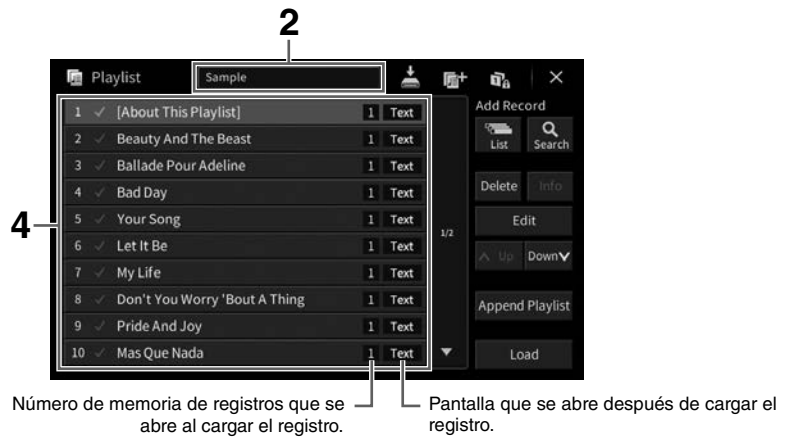 2
Playlist Sample
1 [About This Playlist] 1 Text
2 Beauty And The Beast 1 Text
3 Ballade Pour Adeline 1 Text
4 Bad Day 1 Text
5 Your Song 1 Text
6 Let It Be 1 Text
7 My Life 1 Text
8 Don't You Worry 'Bout A Thing 1 Text
9 Pride And Joy 1 Text
10 Mas Que Nada 1 Text
4
1/2
Add Record
List Search
Delete Info
Edit
Up Down
Append Playlist
Load
Número de memoria de registros que se
abre al cargar el registro.
Pantalla que se abre después de cargar el
registro.